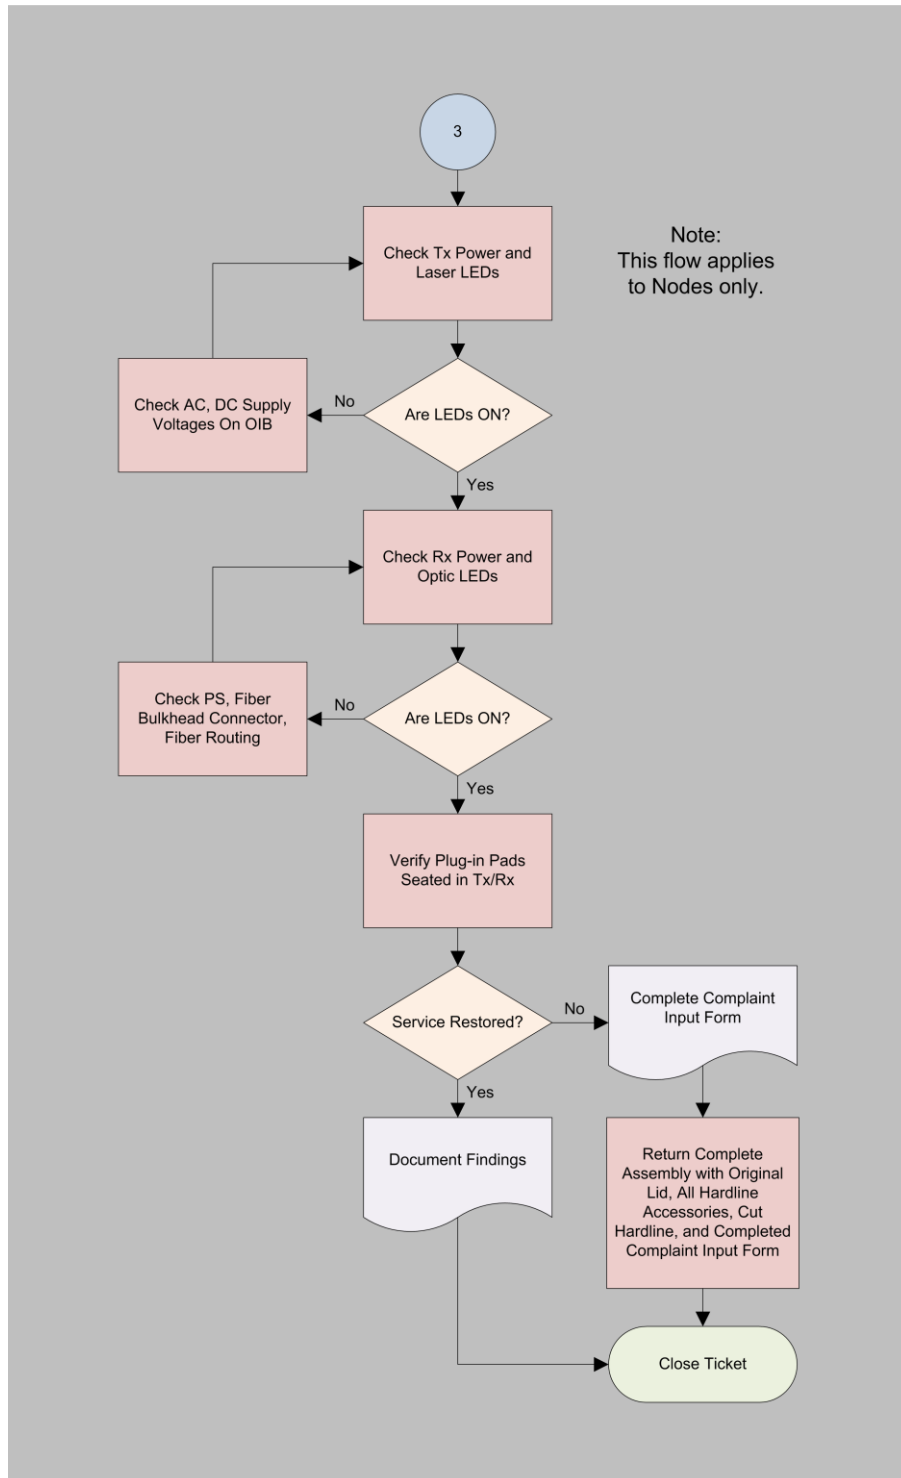 3
Check Tx Power and
Laser LEDs
Note:
This flow applies
to Nodes only.
Check AC, DC Supply
Voltages On OIB
No
Are LEDs ON?
Yes
Check Rx Power and
Optic LEDs
Check PS, Fiber
Bulkhead Connector,
Fiber Routing
No
Are LEDs ON?
Yes
Verify Plug-in Pads
Seated in Tx/Rx
Service Restored?
No
Complete Complaint
Input Form
Yes
Document Findings
Return Complete
Assembly with Original
Lid, All Hardline
Accessories, Cut
Hardline, and Completed
Complaint Input Form
Close Ticket